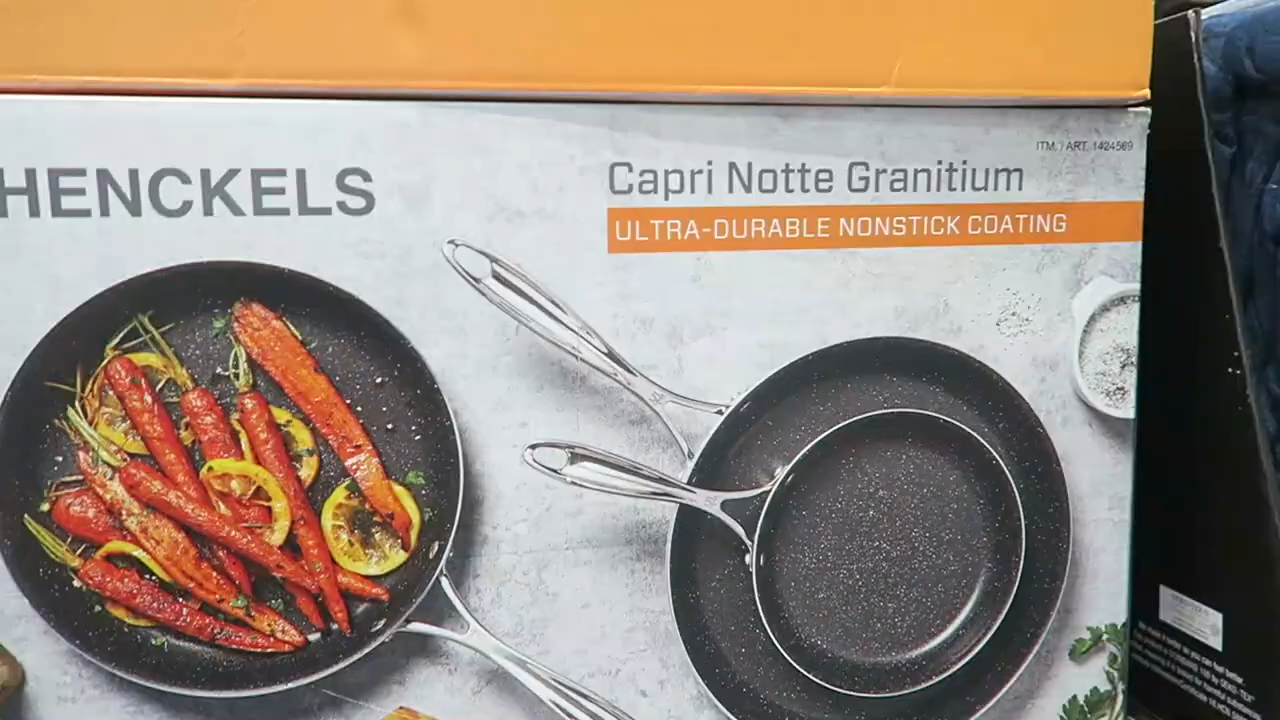 HENCKELS
ITM. / ART. 1424569
Capri Notte Granitium
ULTRA-DURABLE NONSTICK COATING